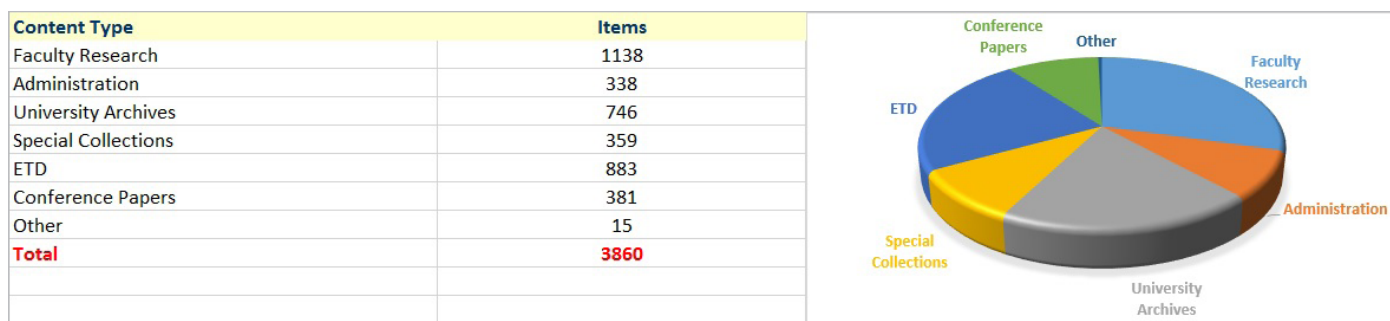 Content Type Items
Faculty Research 1138
Administration 338
University Archives 746
Special Collections 359
ETD 883
Conference Papers 381
Other 15
Total 3860
Conference
Papers
Other
Faculty
Research
ETD
Administration
Special
Collections
University
Archives